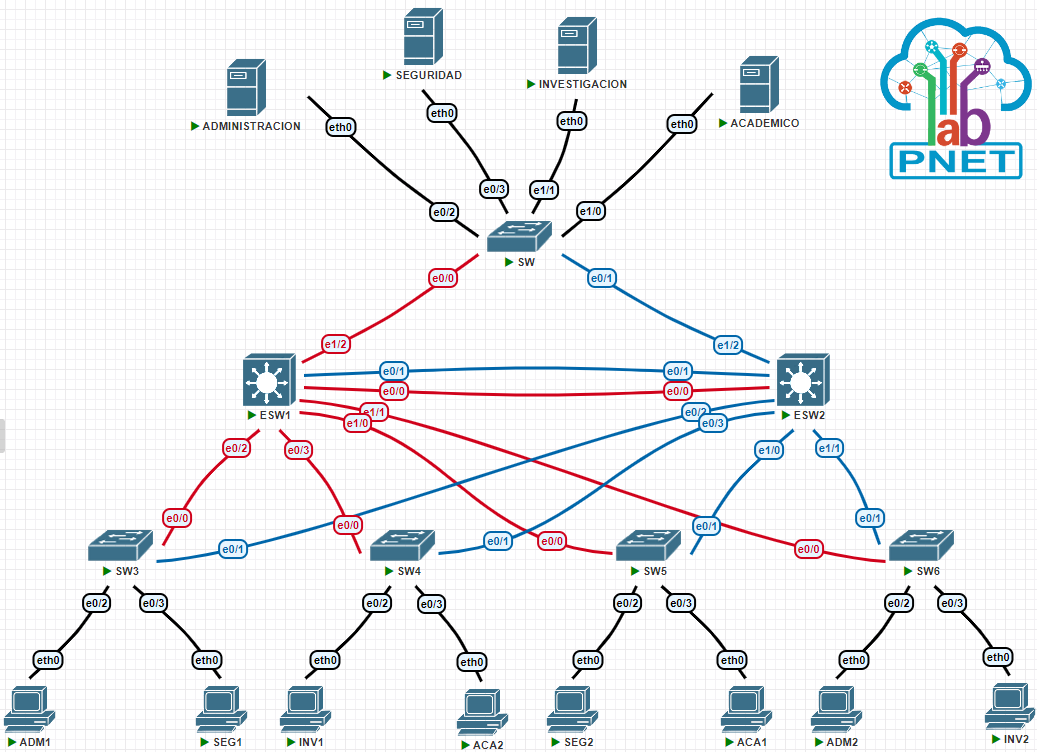 SEGURIDAD
INVESTIGACION
ADMINISTRACION
ACADEMICO
lab
PNET
eth0
eth0
eth0
eth0
e0/2
e0/3
e1/1
e1/0
SW
e0/0
e0/1
e1/2
e1/2
e0/1
e0/1
e0/0
e0/0
ESW1
ESW2
e1/1
e1/0
e0/2
e0/3
e0/2
e0/3
e1/0
e1/1
e0/0
e0/1
e0/0
e0/1
e0/0
e0/1
e0/0
e0/1
SW3
SW4
SW5
SW6
e0/2
e0/3
e0/2
e0/3
e0/2
e0/3
e0/2
e0/3
eth0
eth0
eth0
eth0
eth0
eth0
eth0
eth0
ADM1
SEG1
INV1
ACA2
SEG2
ACA1
ADM2
INV2